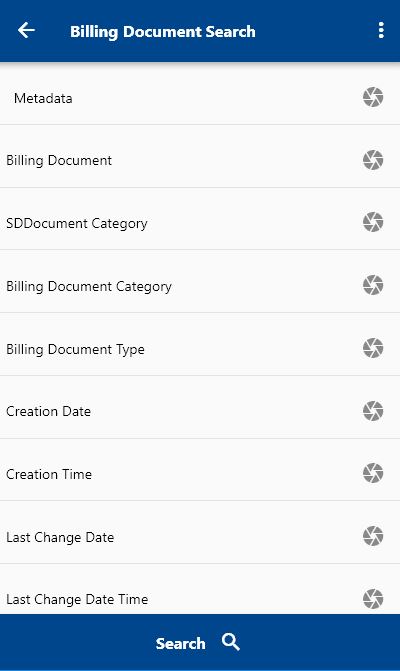 Billing Document Search
Metadata
Billing Document
SDDocument Category
Billing Document Category
Billing Document Type
Creation Date
Creation Time
Last Change Date
Last Change Date Time
Search